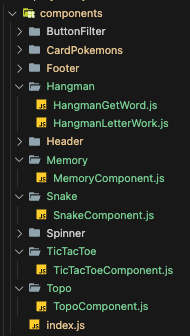 components
ButtonFilter
CardPokemons
Footer
Hangman
HangmanGetWord.js
HangmanLetterWork.js
Header
Memory
MemoryComponent.js
Snake
SnakeComponent.js
Spinner
TicTacToe
TicTacToeComponent.js
Topo
TopoComponent.js
index.js